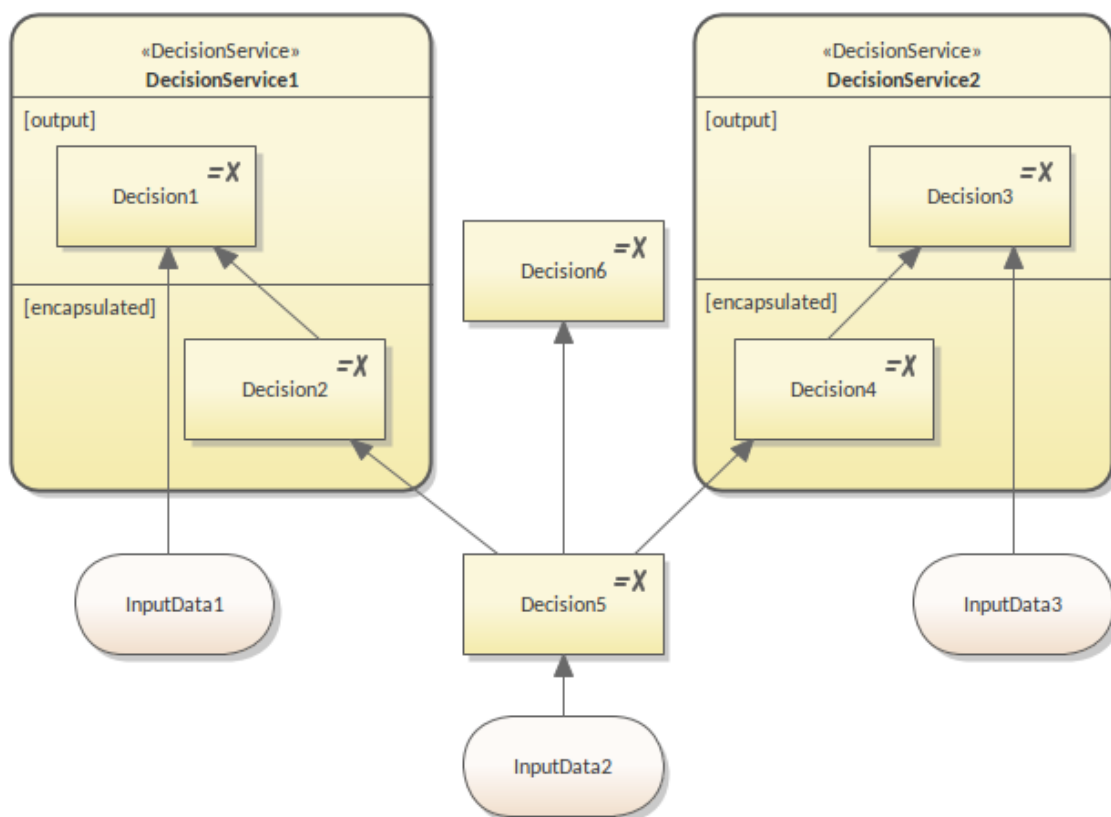 «DecisionService»
DecisionService1
[output]
=X
Decision1
[encapsulated]
=X
Decision2
=X
Decision6
«DecisionService»
DecisionService2
[output]
=X
Decision3
[encapsulated]
=X
Decision4
InputData1
=X
Decision5
InputData3
InputData2